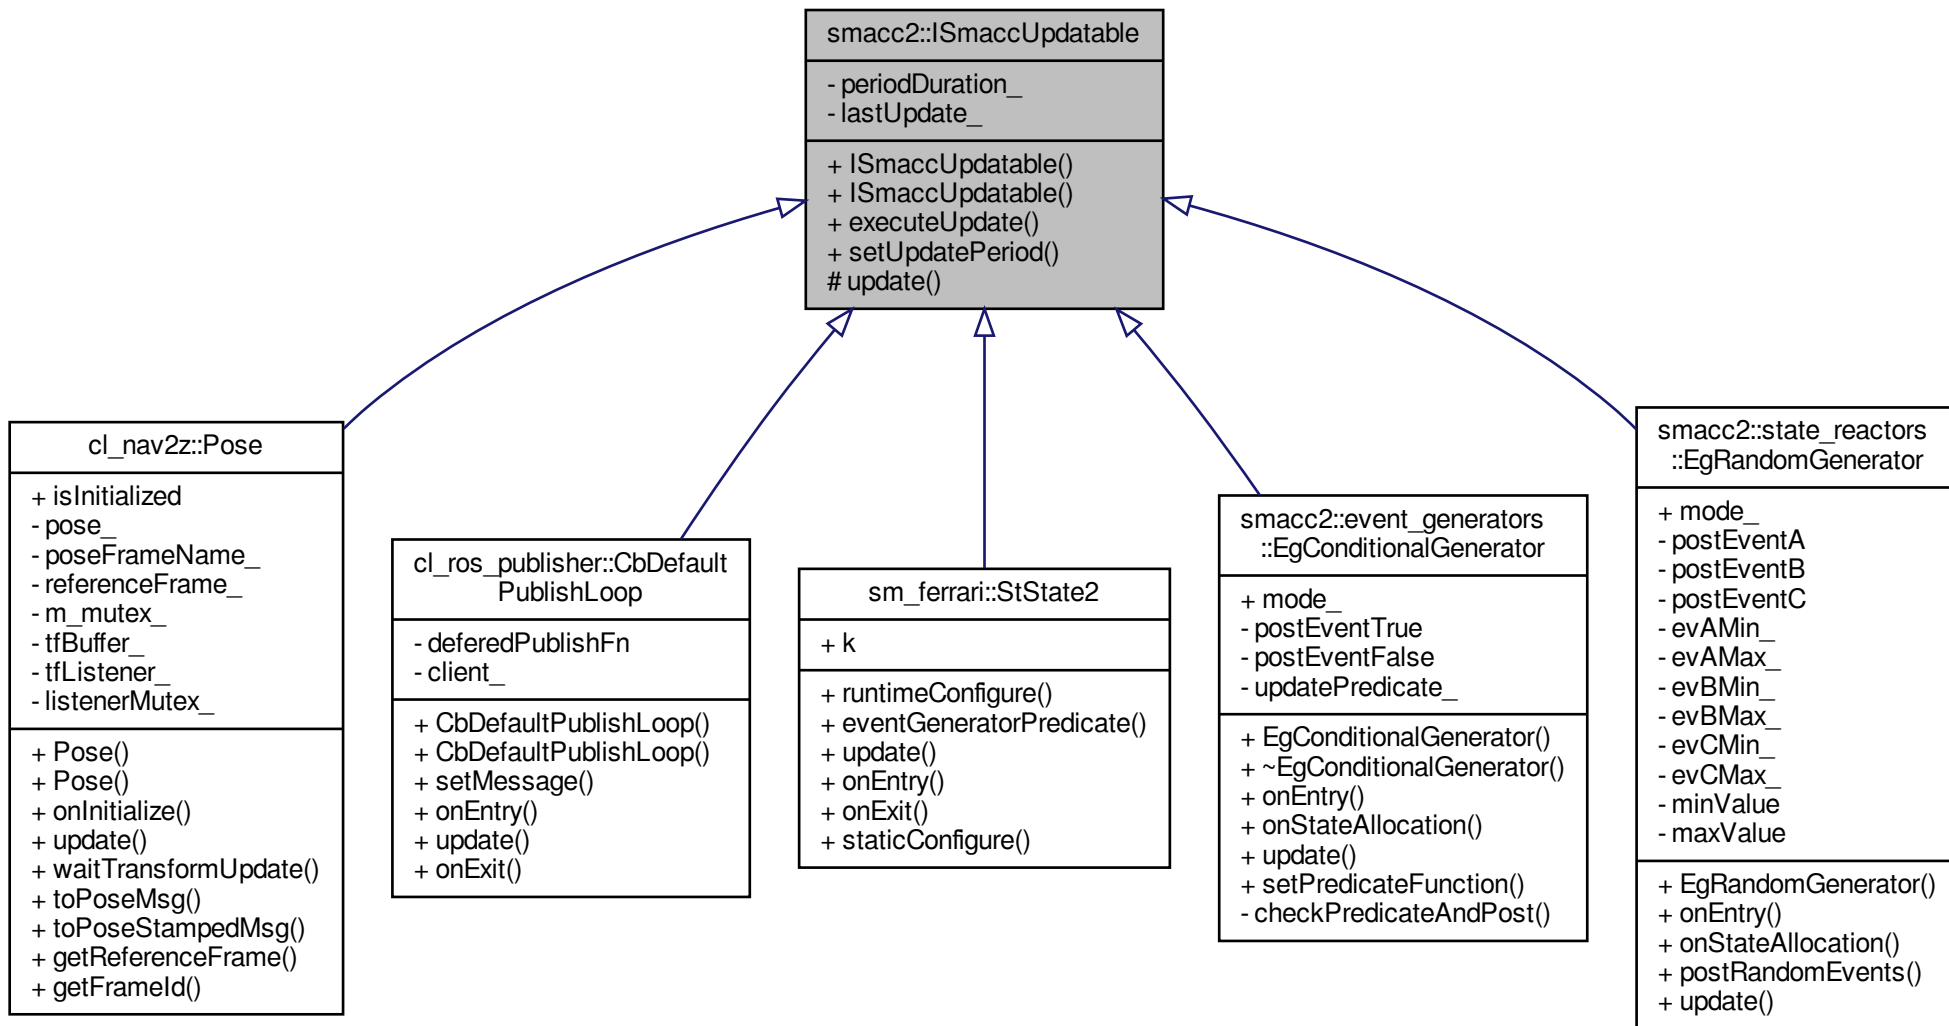 smacc2::ISmaccUpdatable
- periodDuration_
- lastUpdate_
+ ISmaccUpdatable()
+ ISmaccUpdatable()
+ executeUpdate()
+ setUpdatePeriod()
# update()
cl_nav2z::Pose
+ isInitialized
- pose_
- poseFrameName_
- referenceFrame_
- m_mutex_
- tfBuffer_
- tfListener_
- listenerMutex_
+ Pose()
+ Pose()
+ onInitialize()
+ update()
+ waitTransformUpdate()
+ toPoseMsg()
+ toPoseStampedMsg()
+ getReferenceFrame()
+ getFrameId()
cl_ros_publisher::CbDefault
PublishLoop
- deferedPublishFn
- client_
+ CbDefaultPublishLoop()
+ CbDefaultPublishLoop()
+ setMessage()
+ onEntry()
+ update()
+ onExit()
sm_ferrari::StState2
+ k
+ runtimeConfigure()
+ eventGeneratorPredicate()
+ update()
+ onEntry()
+ onExit()
+ staticConfigure()
smacc2::event_generators
::EgConditionalGenerator
+ mode_
- postEventTrue
- postEventFalse
- updatePredicate_
+ EgConditionalGenerator()
+ ~EgConditionalGenerator()
+ onEntry()
+ onStateAllocation()
+ update()
+ setPredicateFunction()
- checkPredicateAndPost()
smacc2::state_reactors
::EgRandomGenerator
+ mode_
- postEventA
- postEventB
- postEventC
- evAMin_
- evAMax_
- evBMin_
- evBMax_
- evCMin_
- evCMax_
- minValue
- maxValue
+ EgRandomGenerator()
+ onEntry()
+ onStateAllocation()
+ postRandomEvents()
+ update()